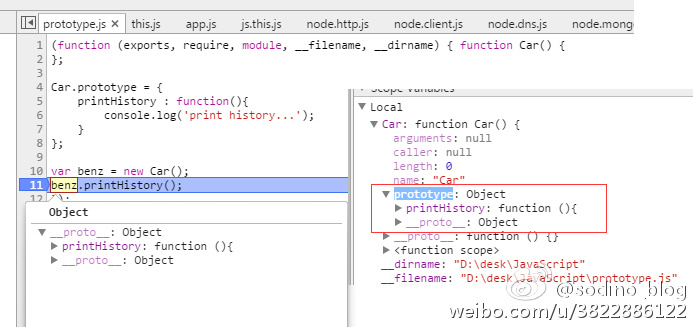 prototype.js × this.js app.js js.this.js node.http.js node.client.js node.dns.js node.mong
1 (function (exports, require, module, __filename, __dirname) { function Car() {
2 };
3
4 Car.prototype = {
5 printHistory : function(){
6 console.log('print history...');
7 }
8 };
9
10 var benz = new Car();
11 benz.printHistory();
12 });
Object
▼ __proto__: Object
▶ printHistory: function (){
▶ __proto__: Object
Scope Variables
▼ Local
▼ Car: function Car() {
arguments: null
caller: null
length: 0
name: "Car"
▼ prototype: Object
▶ printHistory: function (){
▶ __proto__: Object
▶ __proto__: function () {}
▶ <function scope>
__dirname: "D:\desk\JavaScript"
__filename: "D:\desk\JavaScript\prototype.js"
@sodino_blog
weibo.com/u/3822886122